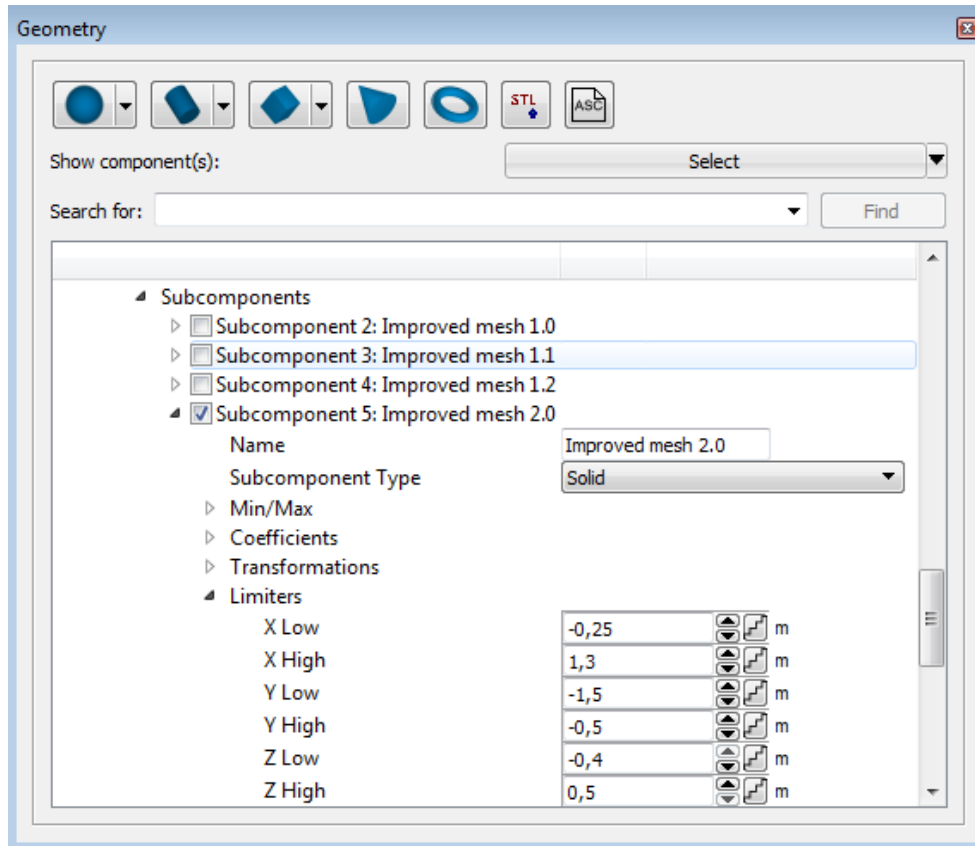 Geometry
STL
ASC
Show component(s):
Select
Search for:
Find
Subcomponents
Subcomponent 2: Improved mesh 1.0
Subcomponent 3: Improved mesh 1.1
Subcomponent 4: Improved mesh 1.2
Subcomponent 5: Improved mesh 2.0
Name Improved mesh 2.0
Subcomponent Type Solid
Min/Max
Coefficients
Transformations
Limiters
X Low -0,25 m
X High 1,3 m
Y Low -1,5 m
Y High -0,5 m
Z Low -0,4 m
Z High 0,5 m